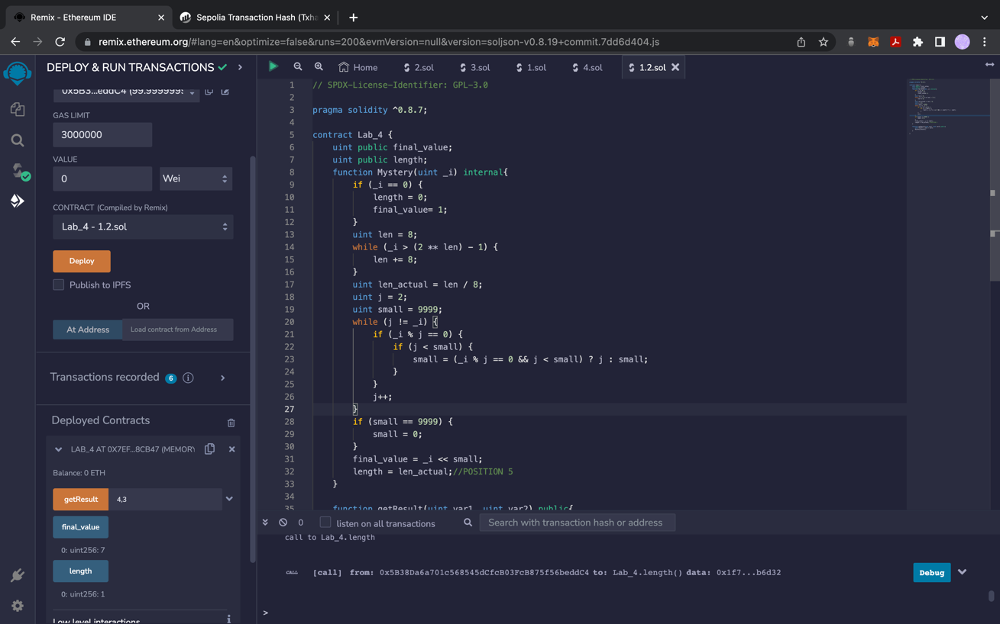 Remix - Ethereum IDE
Sepolia Transaction Hash (Txha
remix.ethereum.org/#lang=en&optimize=false&runs=200&evmVersion=null&version=soljson-v0.8.19+commit.7dd6d404.js
DEPLOY & RUN TRANSACTIONS
0x5B3...eddC4 (99.999999!
GAS LIMIT
3000000
VALUE
0
Wei
CONTRACT (Compiled by Remix)
Lab_4 - 1.2.sol
Deploy
Publish to IPFS
OR
At Address
Load contract from Address
Transactions recorded 6 i
Deployed Contracts
LAB_4 AT 0X7EF...8CB47 (MEMORY
Balance: 0 ETH
getResult
4,3
final_value
0: uint256: 7
length
0: uint256: 1
Low level interactions
i
Home
2.sol
3.sol
1.sol
4.sol
1.2.sol
1 // SPDX-License-Identifier: GPL-3.0
2
3 pragma solidity ^0.8.7;
4
5 contract Lab_4 {
6 uint public final_value;
7 uint public length;
8 function Mystery(uint _i) internal{
9 if (_i == 0) {
10 length = 0;
11 final_value= 1;
12 }
13 uint len = 8;
14 while (_i > (2 ** len) - 1) {
15 len += 8;
16 }
17 uint len_actual = len / 8;
18 uint j = 2;
19 uint small = 9999;
20 while (j != _i) {
21 if (_i % j == 0) {
22 if (j < small) {
23 small = (_i % j == 0 && j < small) ? j : small;
24 }
25 }
26 j++;
27 }
28 if (small == 9999) {
29 small = 0;
30 }
31 final_value = _i << small;
32 length = len_actual;//POSITION 5
33 }
34
35 function getResult(uint var1, uint var2) public{
0
listen on all transactions
Search with transaction hash or address
call to Lab_4.length
CALL [call] from: 0x5B38Da6a701c568545dCfcB03FcB875f56beddC4 to: Lab_4.length() data: 0x1f7...b6d32
Debug
>